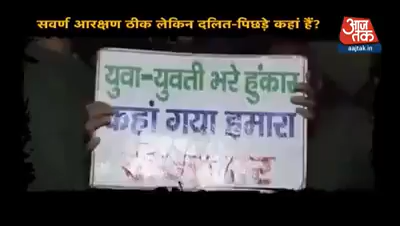 सवर्ण आरक्षण ठीक लेकिन दलित-पिछड़े कहां हैं?
आज तक
aajtak.in
युवा-युवती भरे हुंकार
कहां गया हमारा